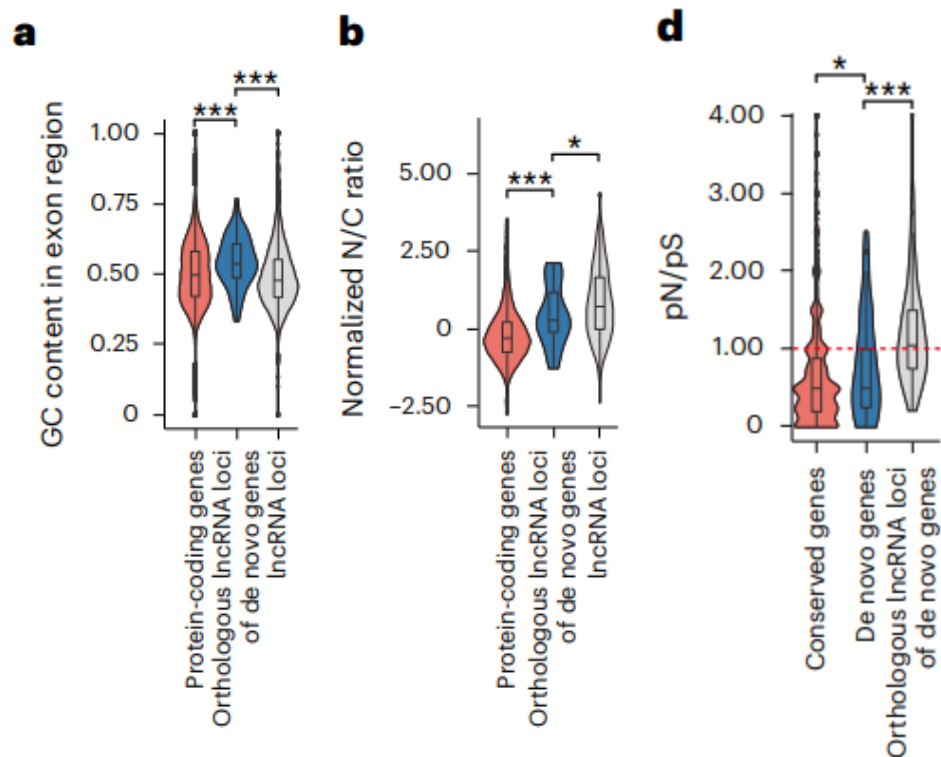 a
GC content in exon region
1.00
0.75
0.50
0.25
0
***
***
Protein-coding genes
Orthologous lncRNA loci
of de novo genes
lncRNA loci
b
Normalized N/C ratio
5.00
2.50
0
−2.50
***
*
Protein-coding genes
Orthologous lncRNA loci
of de novo genes
lncRNA loci
d
pN/pS
4.00
3.00
2.00
1.00
0
*
***
Conserved genes
De novo genes
Orthologous lncRNA loci
of de novo genes